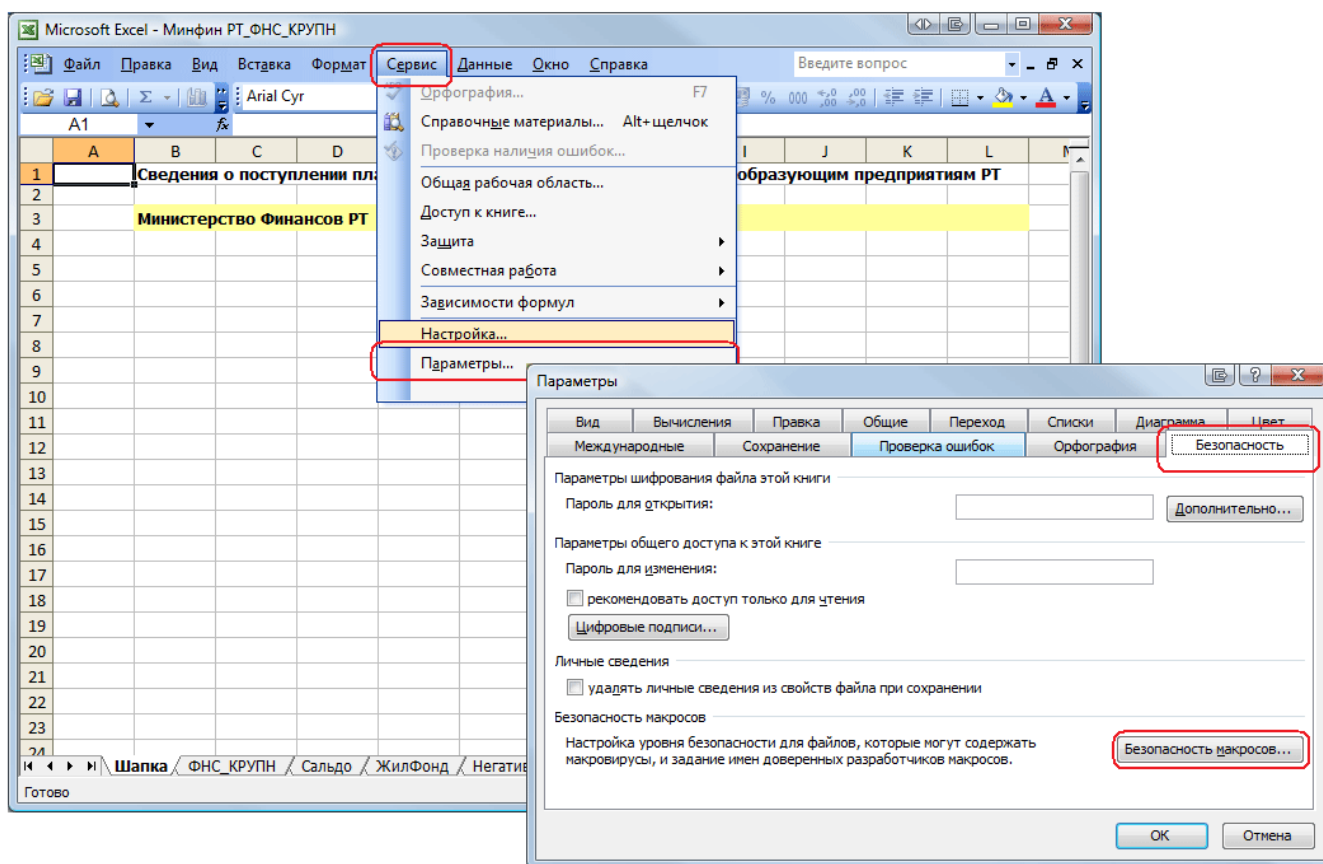 Microsoft Excel - Минфин РТ_ФНС_КРУПН
Файл Правка Вид Вставка Формат Сервис Данные Окно Справка Введите вопрос
Arial Cyr
% 000
A1 fx
A B C D I J K L
1 Сведения о поступлении образующим предприятиям РТ
2
3 Министерство Финансов РТ
4
5
6
7
8
9
10
11
12
13
14
15
16
17
18
19
20
21
22
23
24
Орфография... F7
Справочные материалы... Alt+щелчок
Проверка наличия ошибок...
Общая рабочая область...
Доступ к книге...
Защита
Совместная работа
Зависимости формул
Настройка...
Параметры...
Шапка ФНС_КРУПН Сальдо ЖилФонд Негатив
Готово
Параметры
Вид Вычисления Правка Общие Переход Списки Диаграмма Цвет
Международные Сохранение Проверка ошибок Орфография Безопасность
Параметры шифрования файла этой книги
Пароль для открытия:
Дополнительно...
Параметры общего доступа к этой книге
Пароль для изменения:
рекомендовать доступ только для чтения
Цифровые подписи...
Личные сведения
удалять личные сведения из свойств файла при сохранении
Безопасность макросов
Настройка уровня безопасности для файлов, которые могут содержать
макровирусы, и задание имен доверенных разработчиков макросов.
Безопасность макросов...
OK Отмена